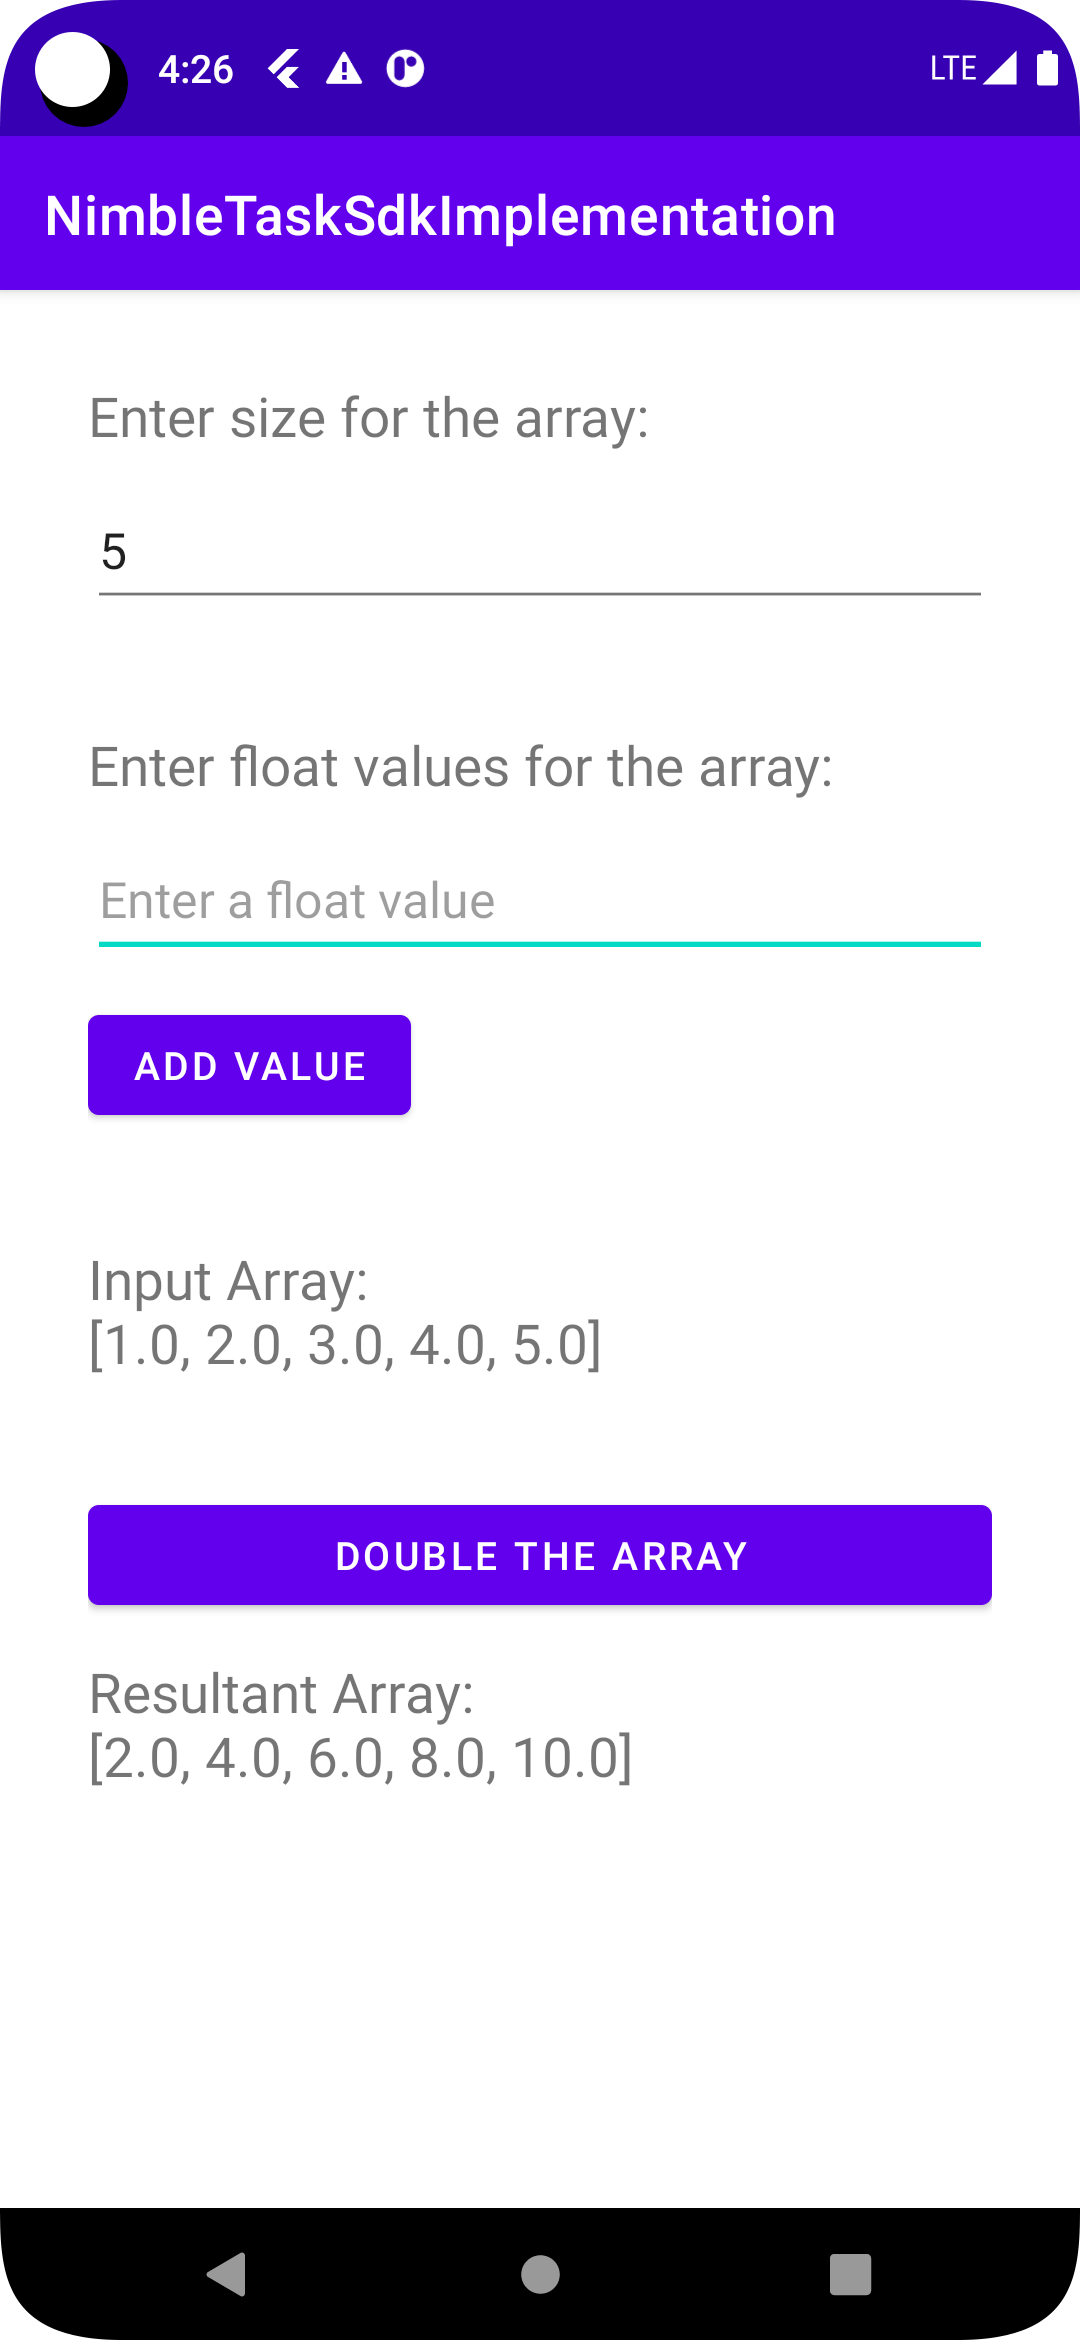 4:26
LTE
NimbleTaskSdkImplementation
Enter size for the array:
5
Enter float values for the array:
Enter a float value
ADD VALUE
Input Array:
[1.0, 2.0, 3.0, 4.0, 5.0]
DOUBLE THE ARRAY
Resultant Array:
[2.0, 4.0, 6.0, 8.0, 10.0]